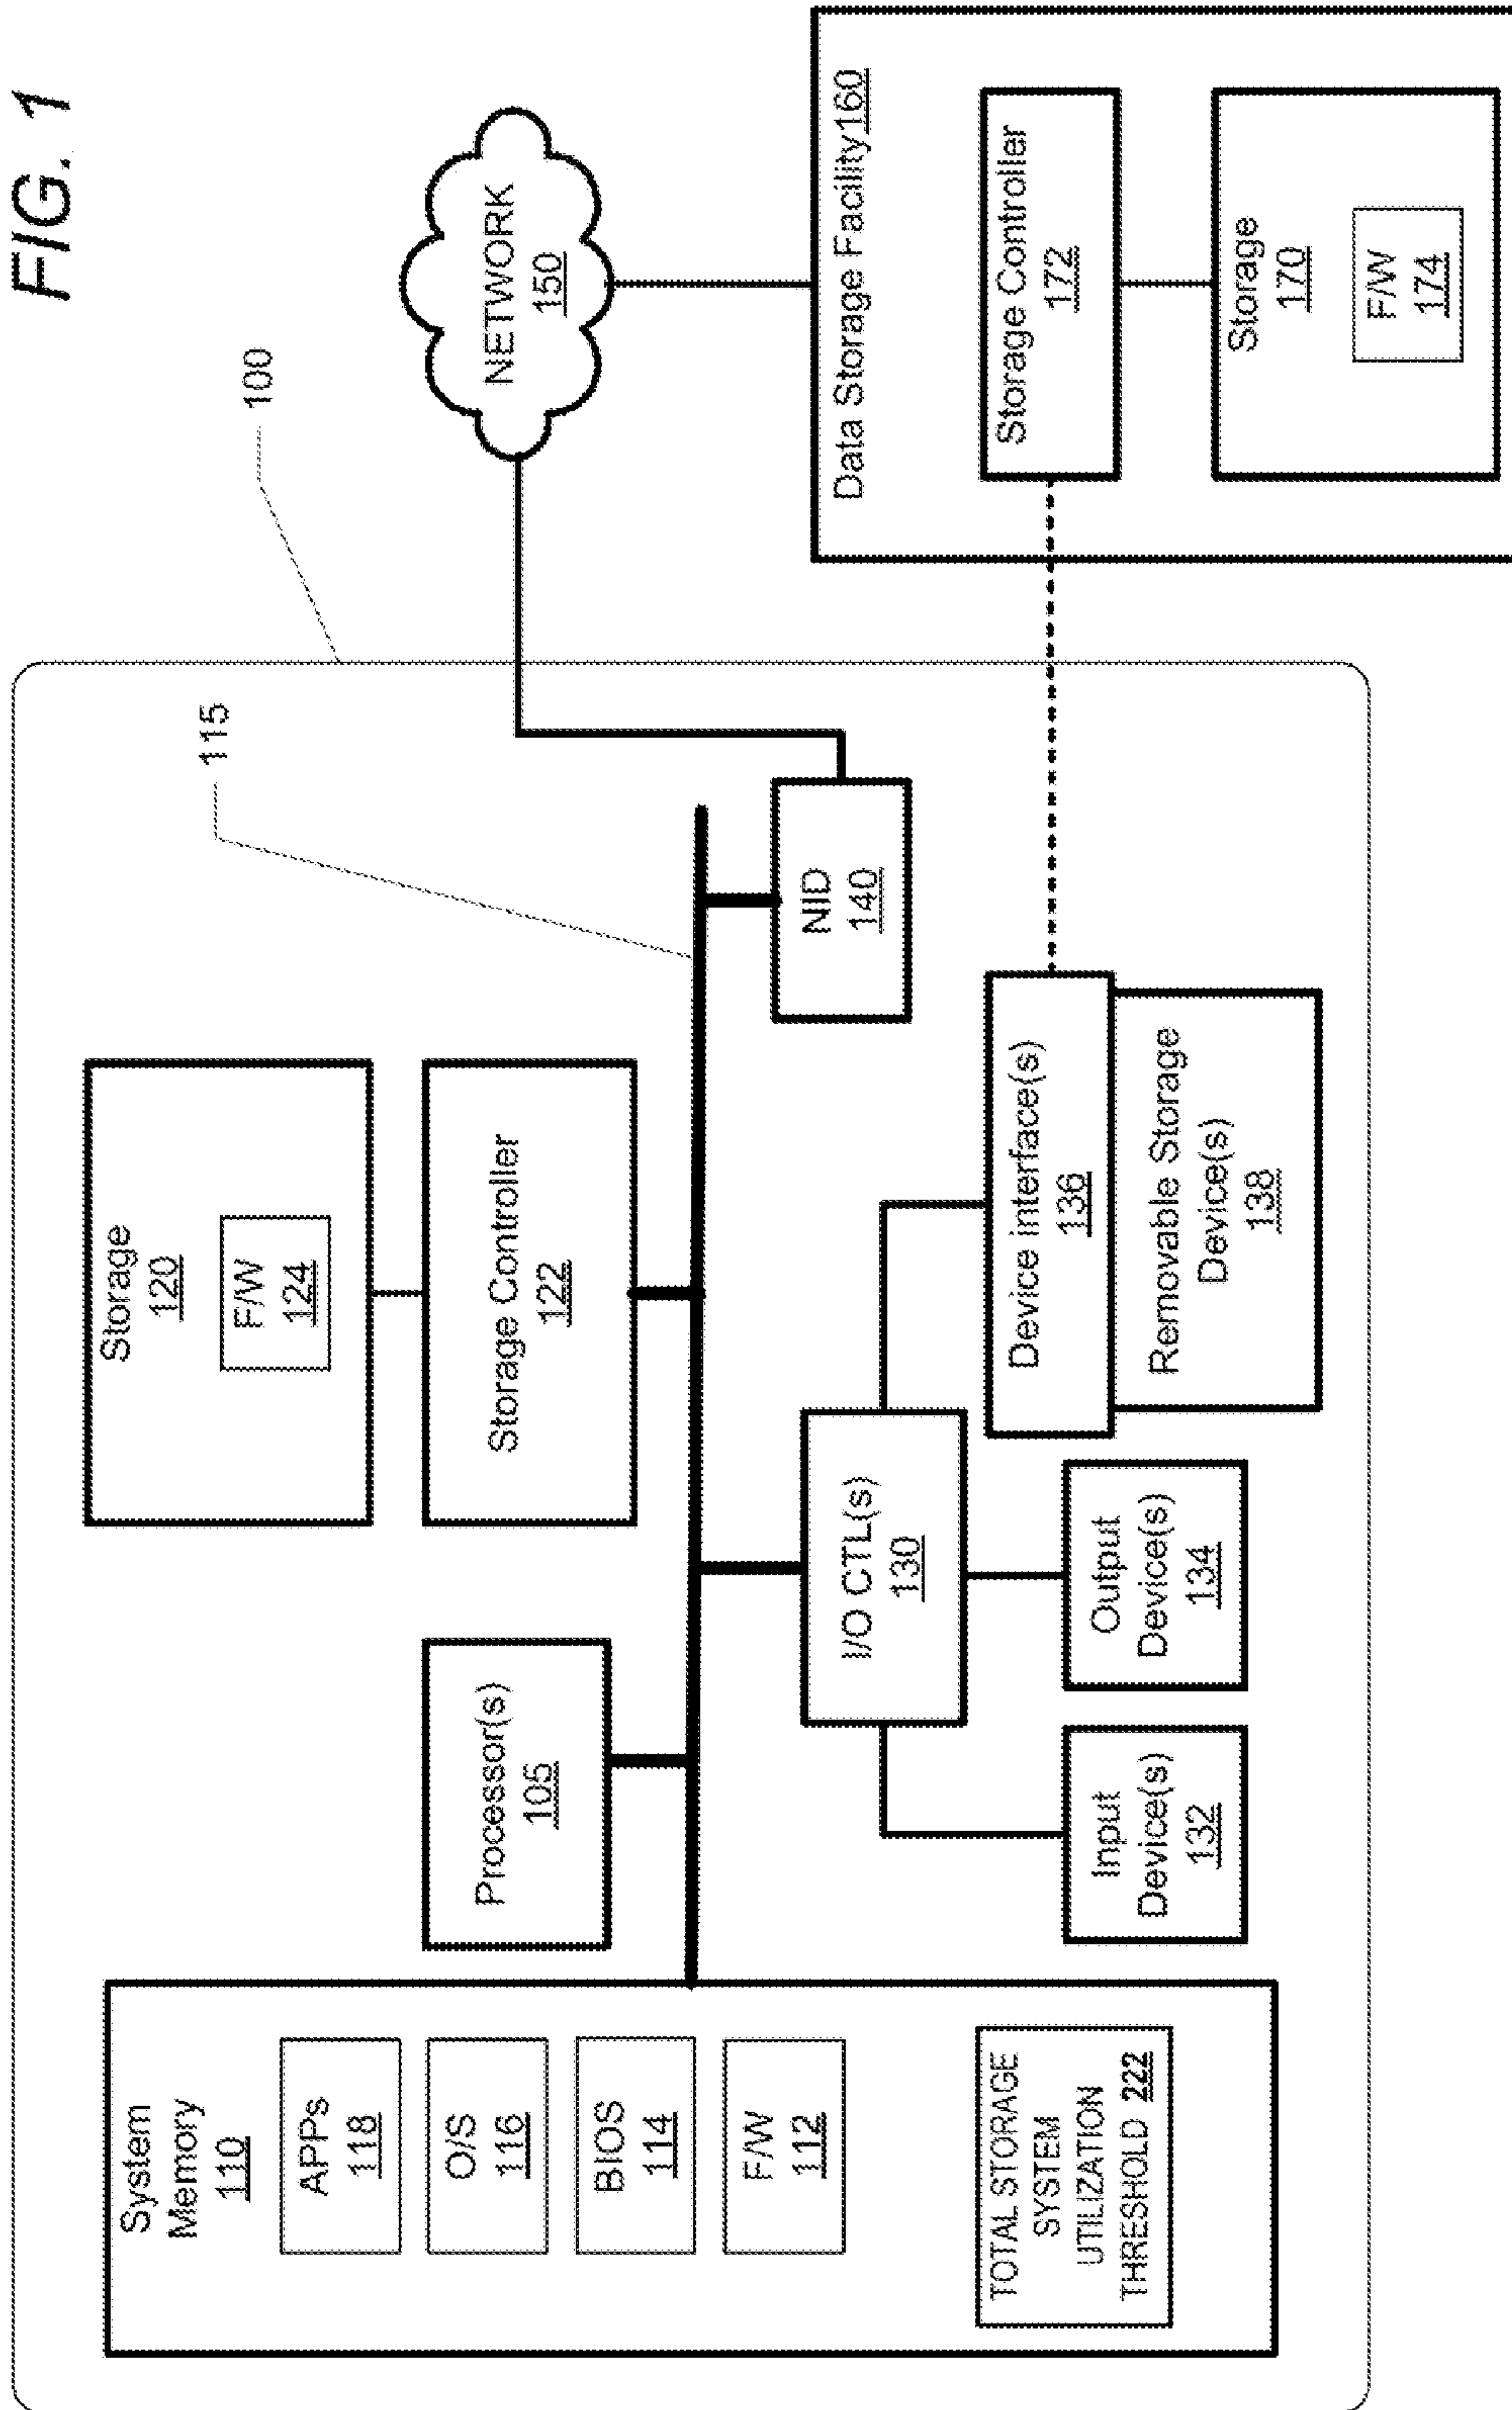 FIG. 1
100
115
System
Memory
110
APPs
118
O/S
116
BIOS
114
F/W
112
TOTAL STORAGE
SYSTEM
UTILIZATION
THRESHOLD 222
Processor(s)
105
Storage
120
F/W
124
Storage Controller
122
I/O CTL(s)
130
Input
Device(s)
132
Output
Device(s)
134
Device interface(s)
136
Removable Storage
Device(s)
138
NID
140
NETWORK
150
Data Storage Facility160
Storage Controller
172
Storage
170
F/W
174